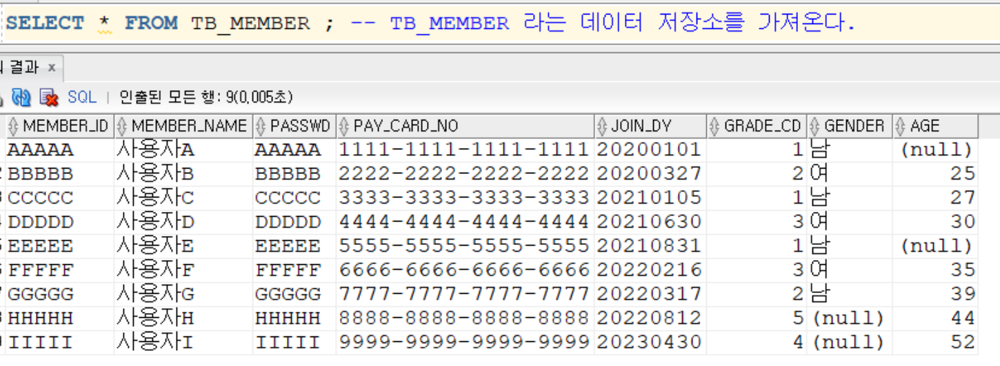 SELECT * FROM TB_MEMBER ; -- TB_MEMBER 라는 데이터 저장소를 가져온다.
결과 x
SQL | 인출된 모든 행: 9(0,005초)
MEMBER_ID MEMBER_NAME PASSWD PAY_CARD_NO JOIN_DY GRADE_CD GENDER AGE
AAAAA 사용자A AAAAA 1111-1111-1111-1111 20200101 1 남 (null)
BBBBB 사용자B BBBBB 2222-2222-2222-2222 20200327 2 여 25
CCCCC 사용자C CCCCC 3333-3333-3333-3333 20210105 1 남 27
DDDDD 사용자D DDDDD 4444-4444-4444-4444 20210630 3 여 30
EEEEE 사용자E EEEEE 5555-5555-5555-5555 20210831 1 남 (null)
FFFFF 사용자F FFFFF 6666-6666-6666-6666 20220216 3 여 35
GGGGG 사용자G GGGGG 7777-7777-7777-7777 20220317 2 남 39
HHHHH 사용자H HHHHH 8888-8888-8888-8888 20220812 5 (null) 44
IIIII 사용자I IIIII 9999-9999-9999-9999 20230430 4 (null) 52